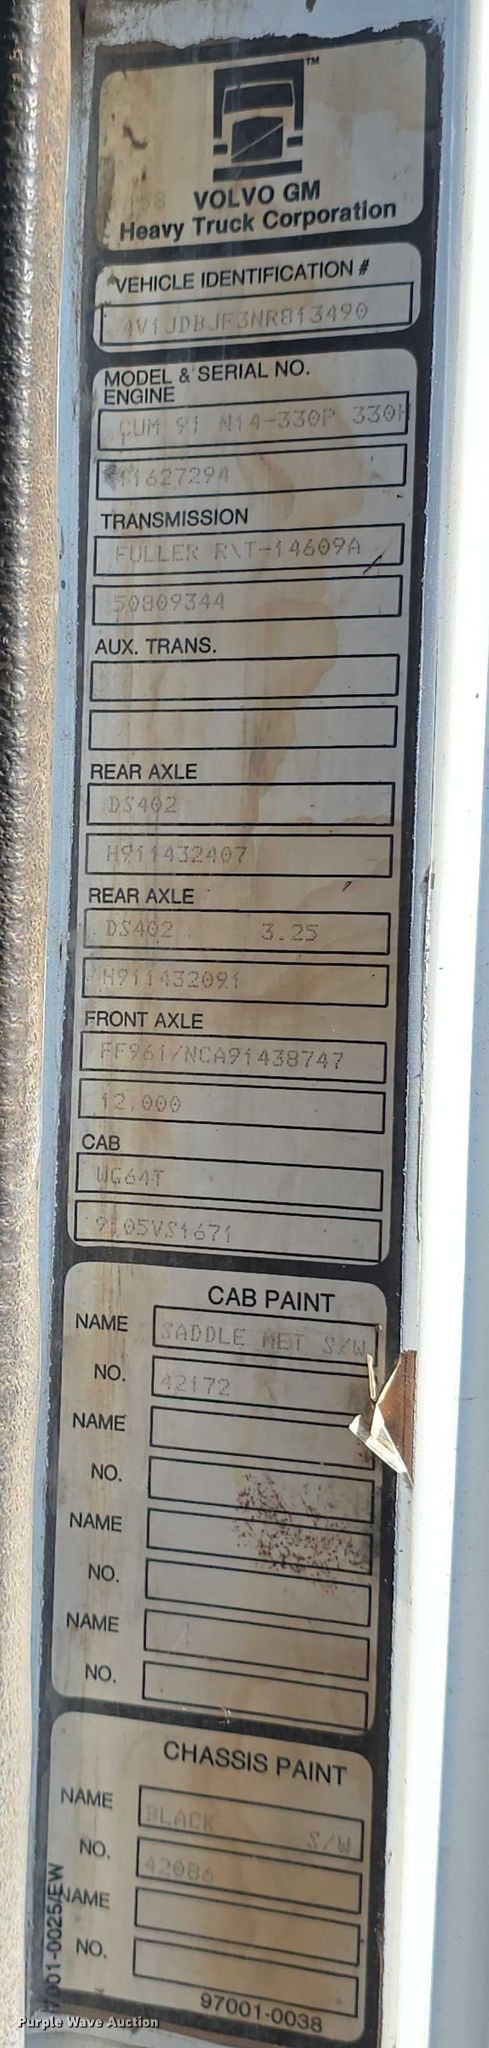 TM
VOLVO GM
Heavy Truck Corporation
VEHICLE IDENTIFICATION #
4V1JDBJF3NR813490
MODEL & SERIAL NO.
ENGINE
CUM 91 N14-330P 330H
11627294
TRANSMISSION
FULLER R\T-14609A
50809344
AUX. TRANS.
REAR AXLE
DS402
H911432407
REAR AXLE
DS402 3.25
H911432091
FRONT AXLE
FF961/NCA91438747
12,000
CAB
WG64T
9105VS1671
CAB PAINT
NAME SADDLE MET S/W
NO. 42172
NAME
NO.
NAME
NO.
NAME
NO.
CHASSIS PAINT
NAME BLACK S/W
NO. 42086
NAME
NO.
97001-0025/EW
97001-0038
Purple Wave Auction